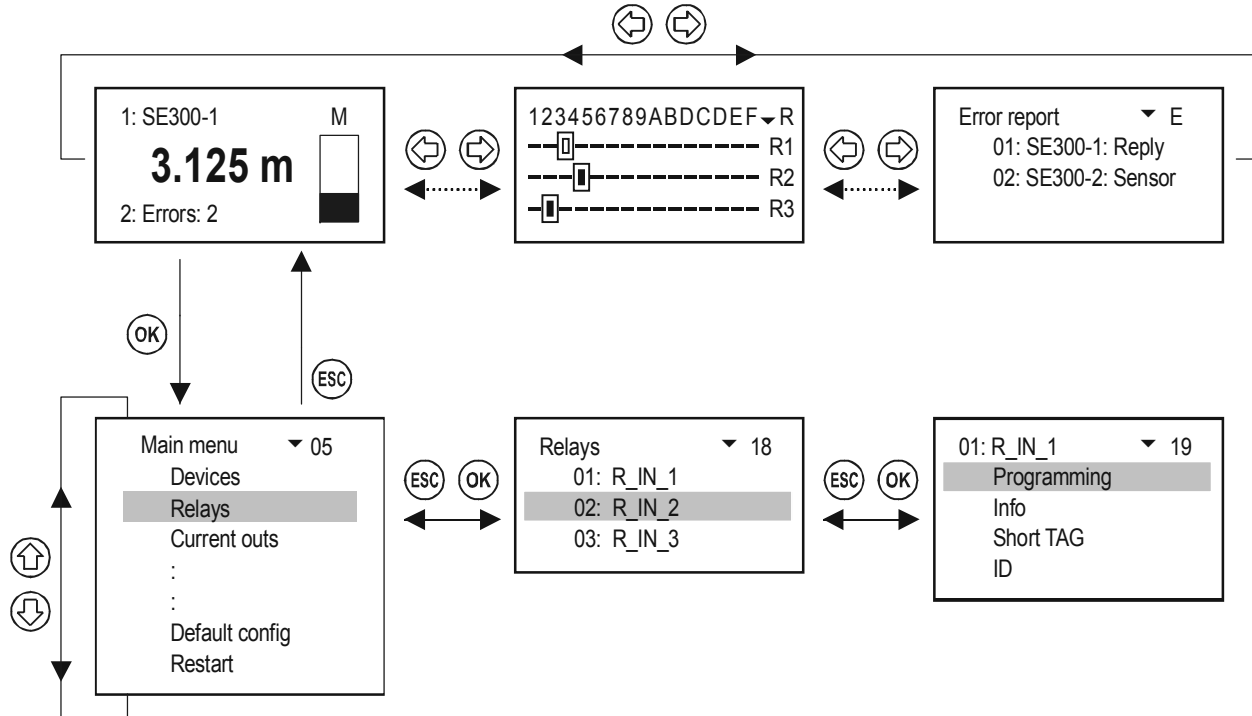 1: SE300-1 M
3.125 m
2: Errors: 2
123456789ABDCDEF R
R1
R2
R3
Error report E
01: SE300-1: Reply
02: SE300-2: Sensor
OK
ESC
Main menu 05
Devices
Relays
Current outs
:
:
Default config
Restart
ESC OK
Relays 18
01: R_IN_1
02: R_IN_2
03: R_IN_3
ESC OK
01: R_IN_1 19
Programming
Info
Short TAG
ID